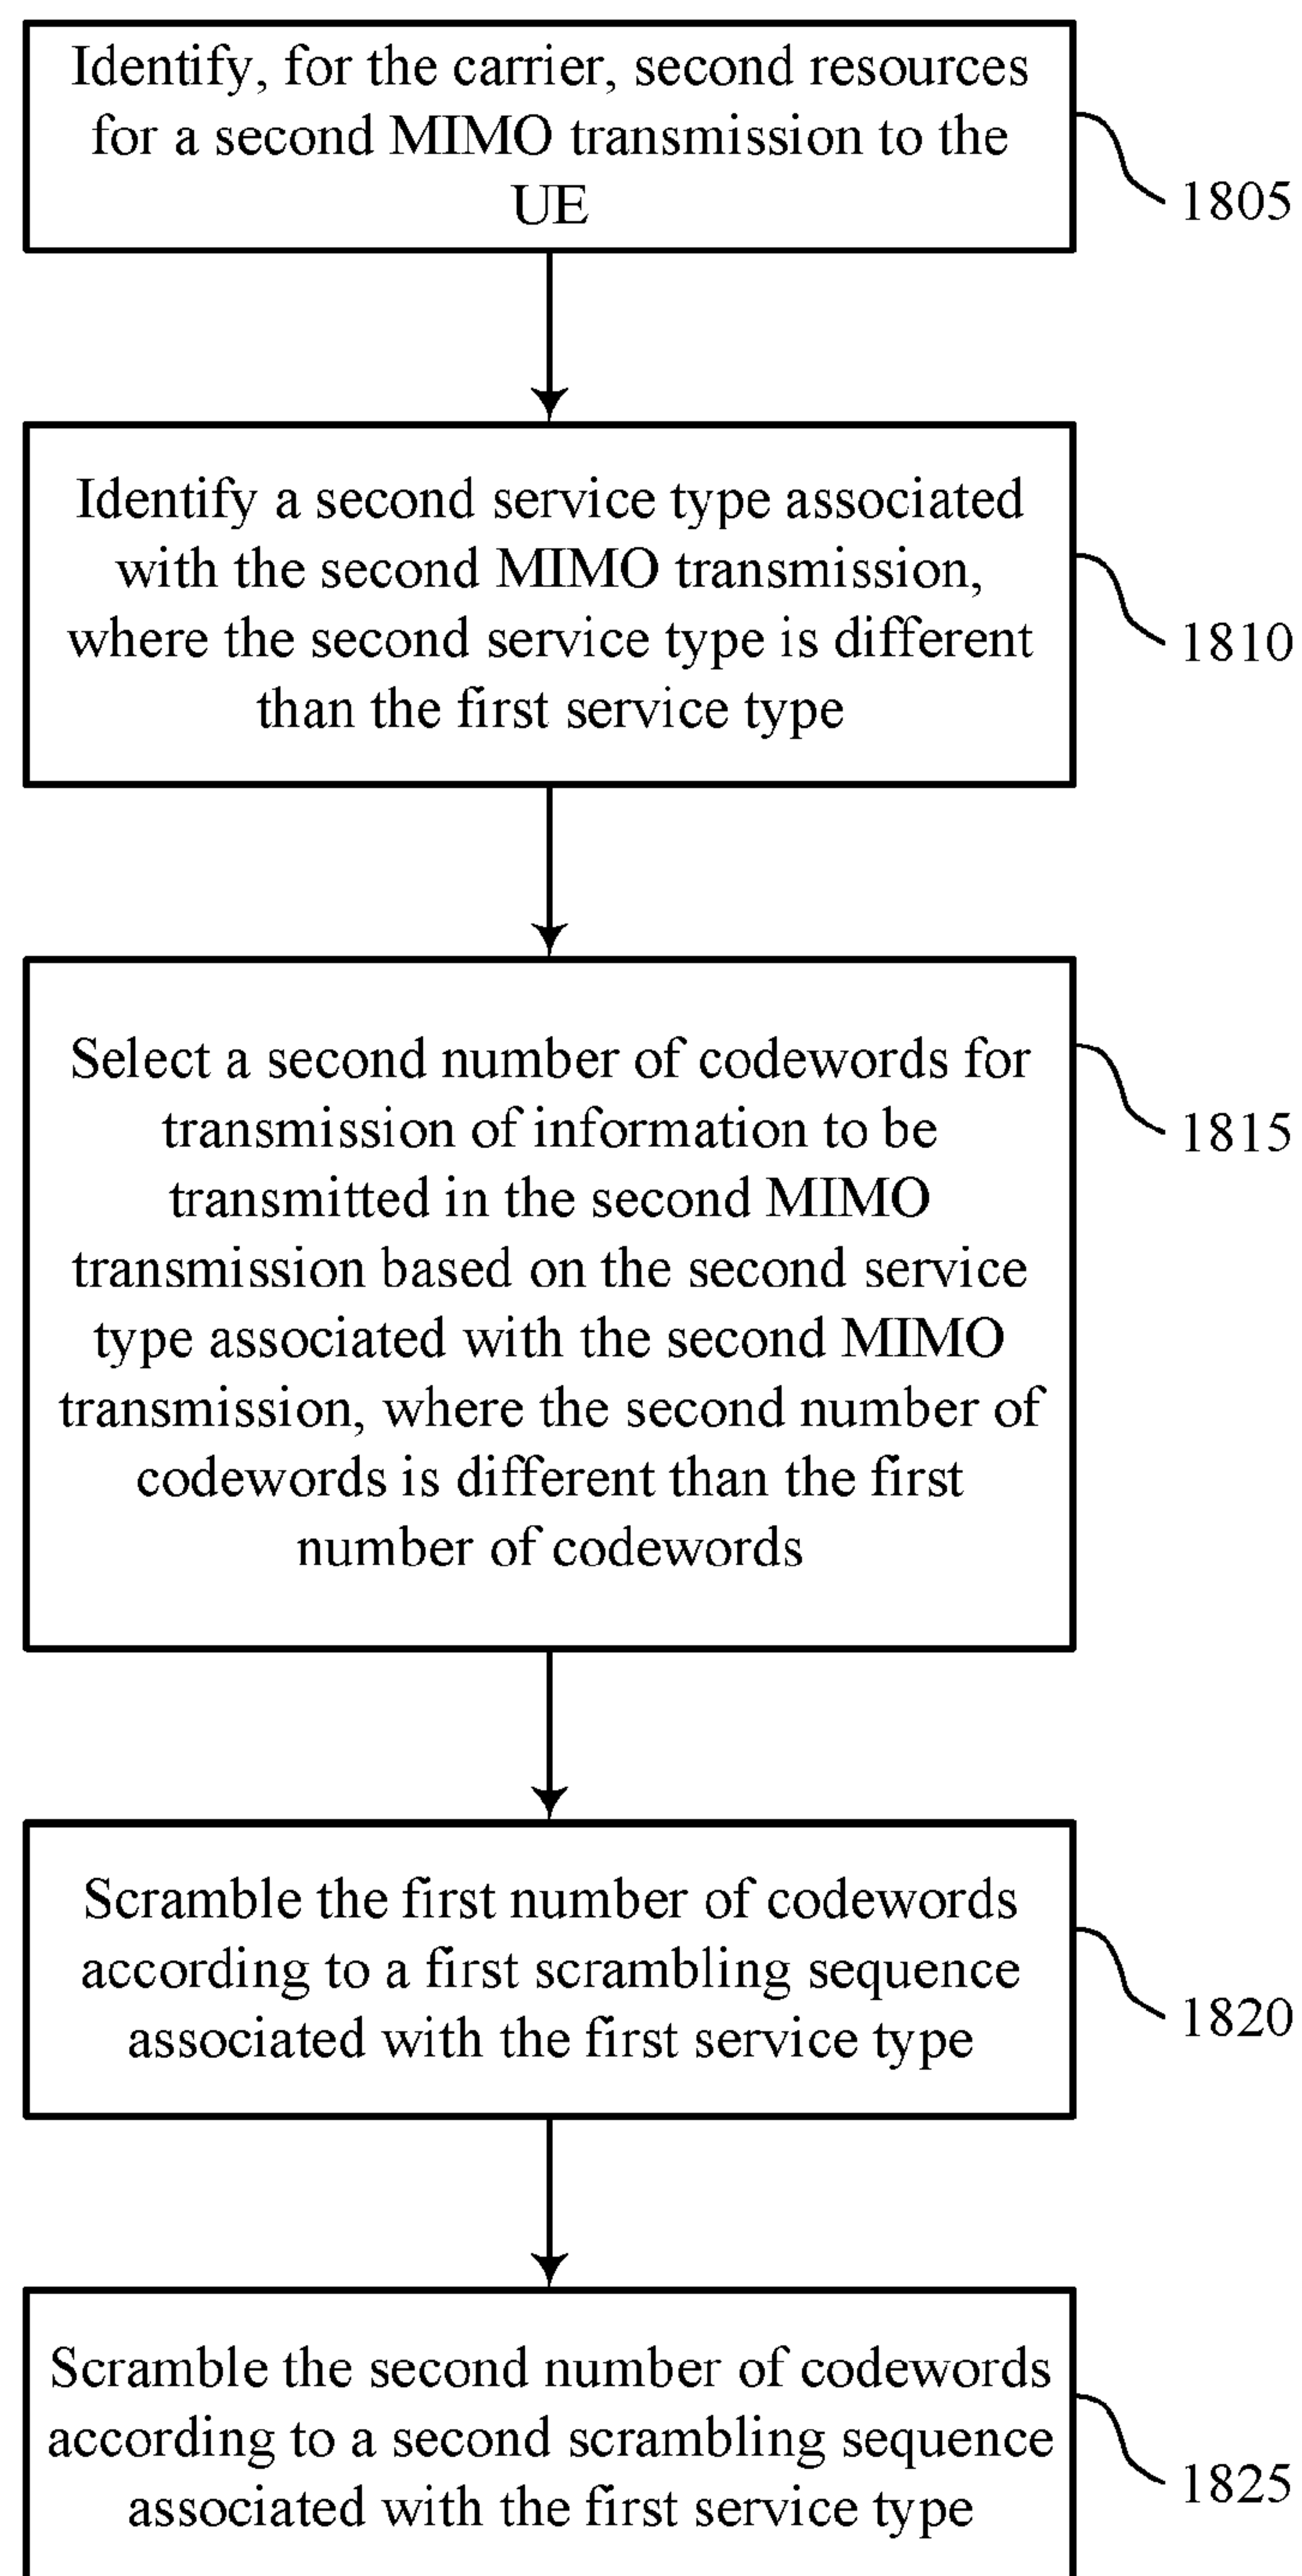 Identify, for the carrier, second resources
for a second MIMO transmission to the
UE
1805
Identify a second service type associated
with the second MIMO transmission,
where the second service type is different
than the first service type
1810
Select a second number of codewords for
transmission of information to be
transmitted in the second MIMO
transmission based on the second service
type associated with the second MIMO
transmission, where the second number of
codewords is different than the first
number of codewords
1815
Scramble the first number of codewords
according to a first scrambling sequence
associated with the first service type
1820
Scramble the second number of codewords
according to a second scrambling sequence
associated with the first service type
1825